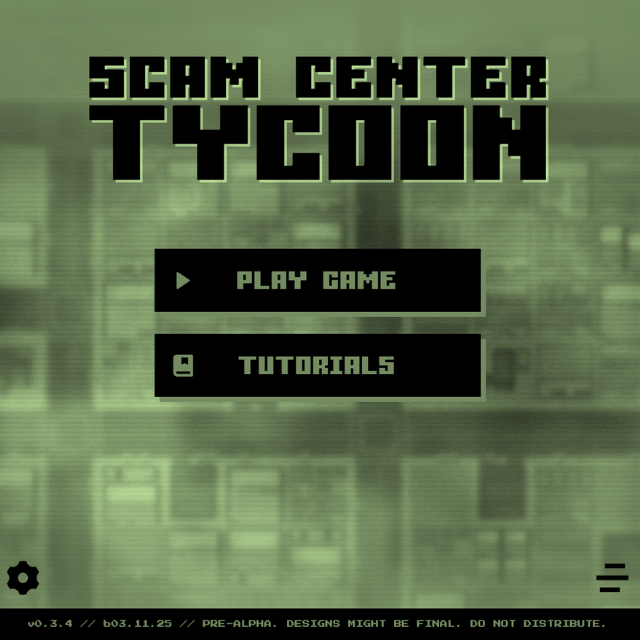 SCAM CENTER
TYCOON
PLAY GAME
TUTORIALS
v0.3.4 // b03.11.25 // PRE-ALPHA. DESIGNS MIGHT BE FINAL. DO NOT DISTRIBUTE.